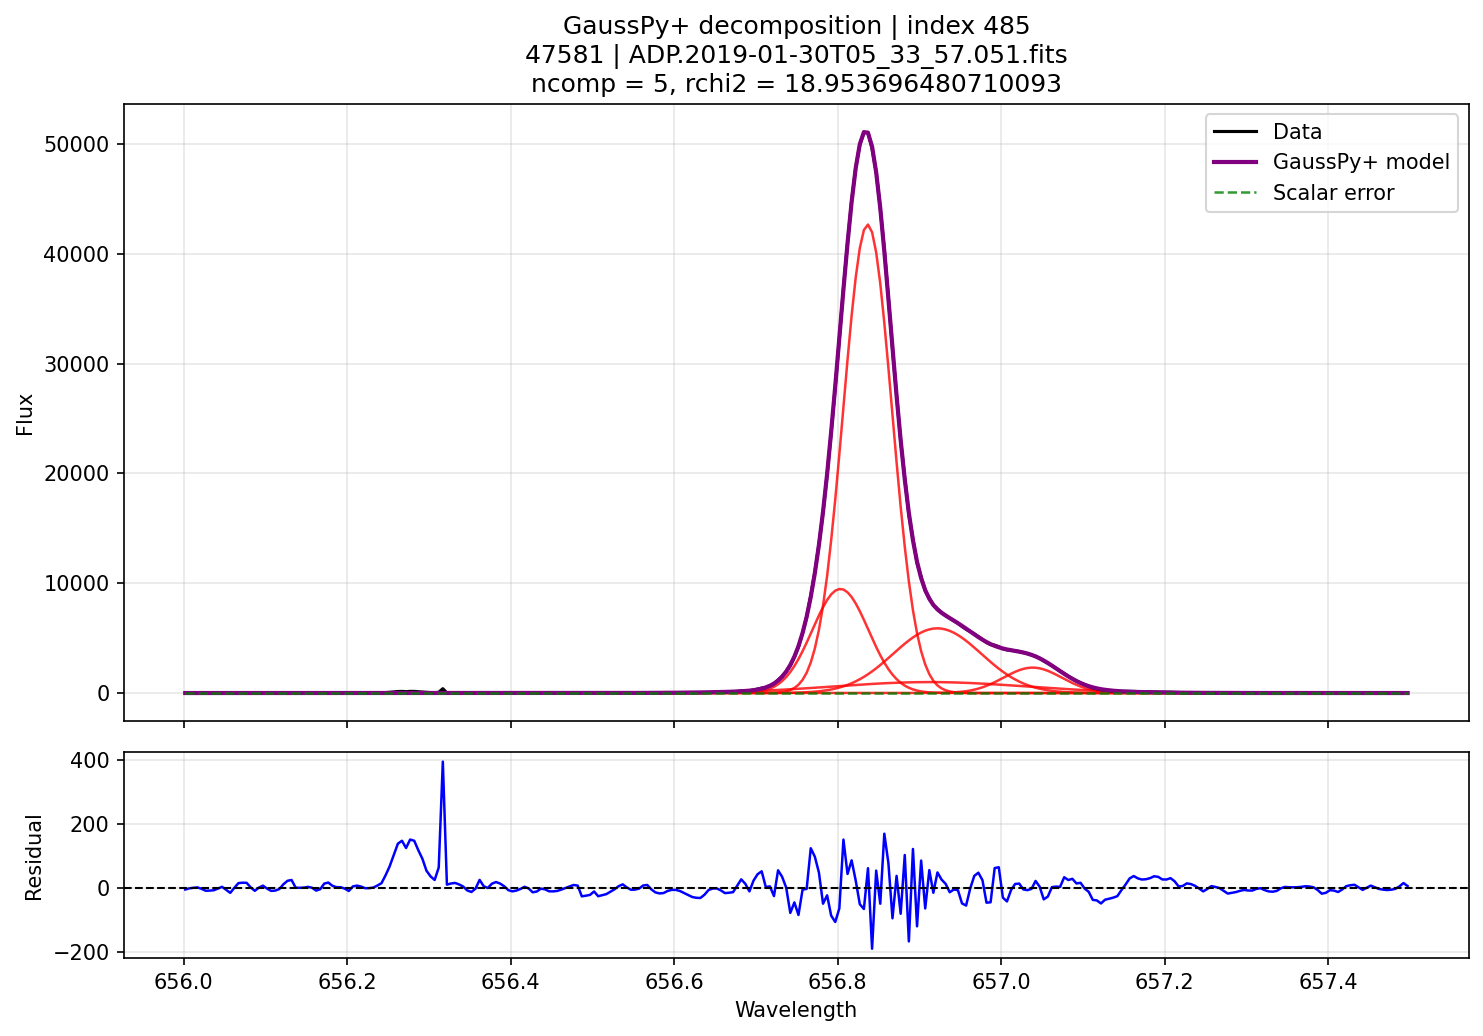 GaussPy+ decomposition | index 485
47581 | ADP.2019-01-30T05_33_57.051.fits
ncomp = 5, rchi2 = 18.953696480710093
Data
GaussPy+ model
Scalar error
Flux
50000
40000
30000
20000
10000
0
Residual
400
200
0
−200
656.0
656.2
656.4
656.6
656.8
657.0
657.2
657.4
Wavelength